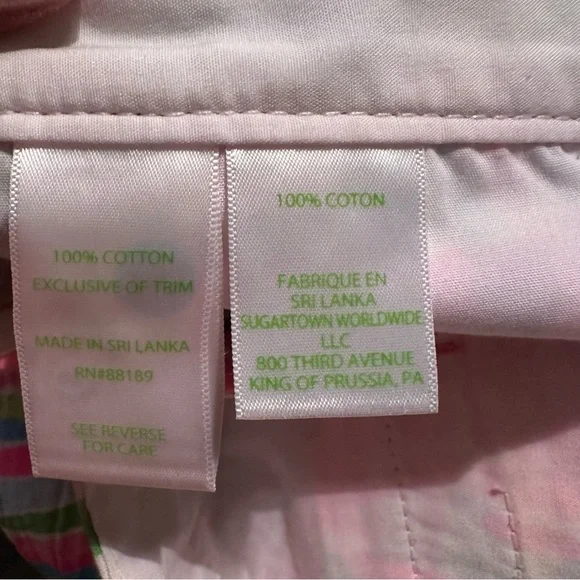 100% COTTON
EXCLUSIVE OF TRIM
MADE IN SRI LANKA
RN#88189
SEE REVERSE
FOR CARE
100% COTON
FABRIQUE EN
SRI LANKA
SUGARTOWN WORLDWIDE
LLC
800 THIRD AVENUE
KING OF PRUSSIA, PA